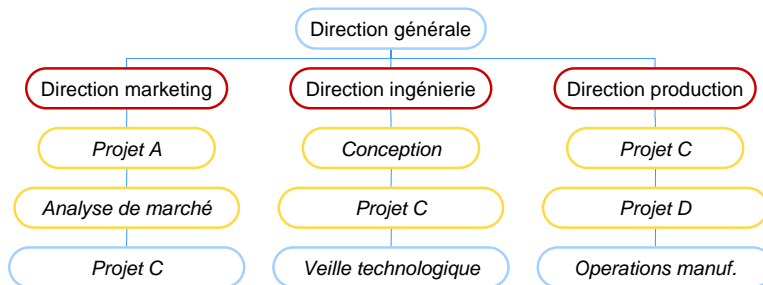 Direction générale
Direction marketing
Direction ingénierie
Direction production
Projet A
Conception
Projet C
Analyse de marché
Projet C
Projet D
Projet C
Veille technologique
Operations manuf.